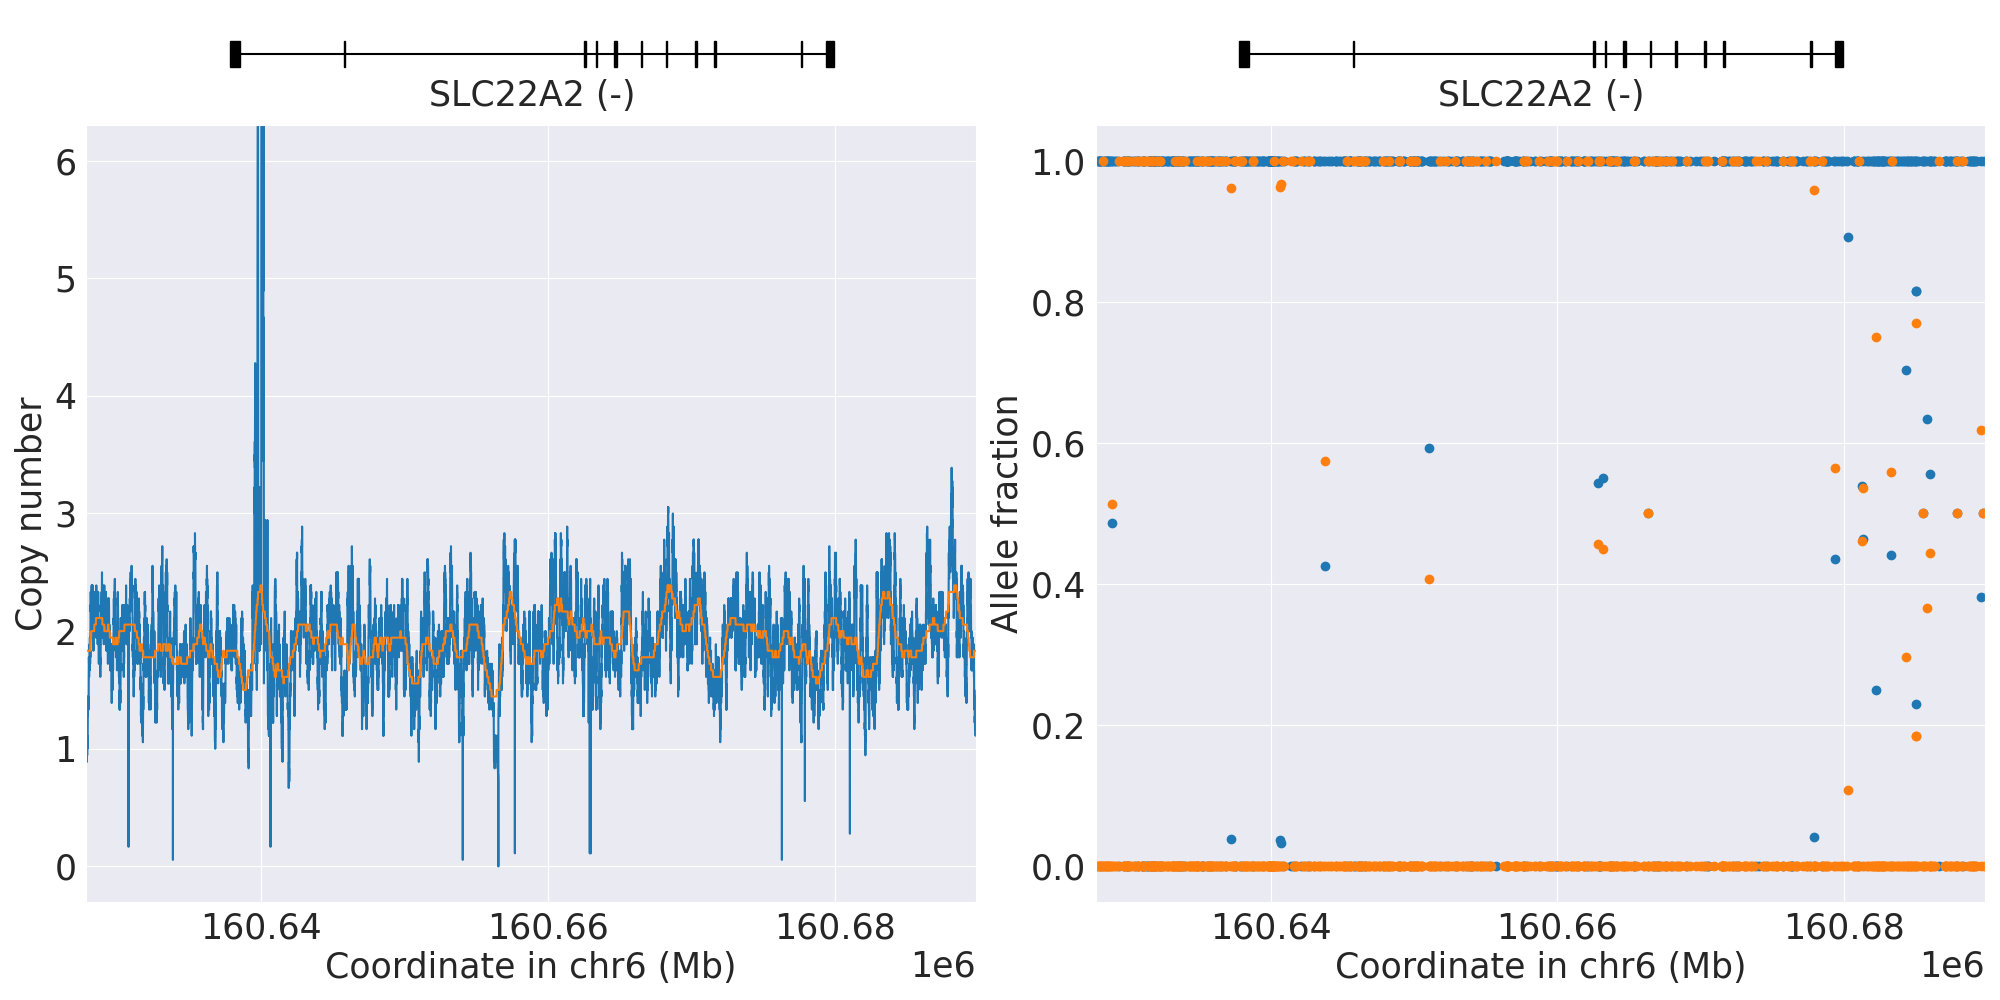 SLC22A2 (-)
6
5
4
3
2
1
0
Copy number
160.64 160.66 160.68
Coordinate in chr6 (Mb)
1e6
SLC22A2 (-)
1.0
0.8
0.6
0.4
0.2
0.0
Allele fraction
160.64 160.66 160.68
Coordinate in chr6 (Mb)
1e6